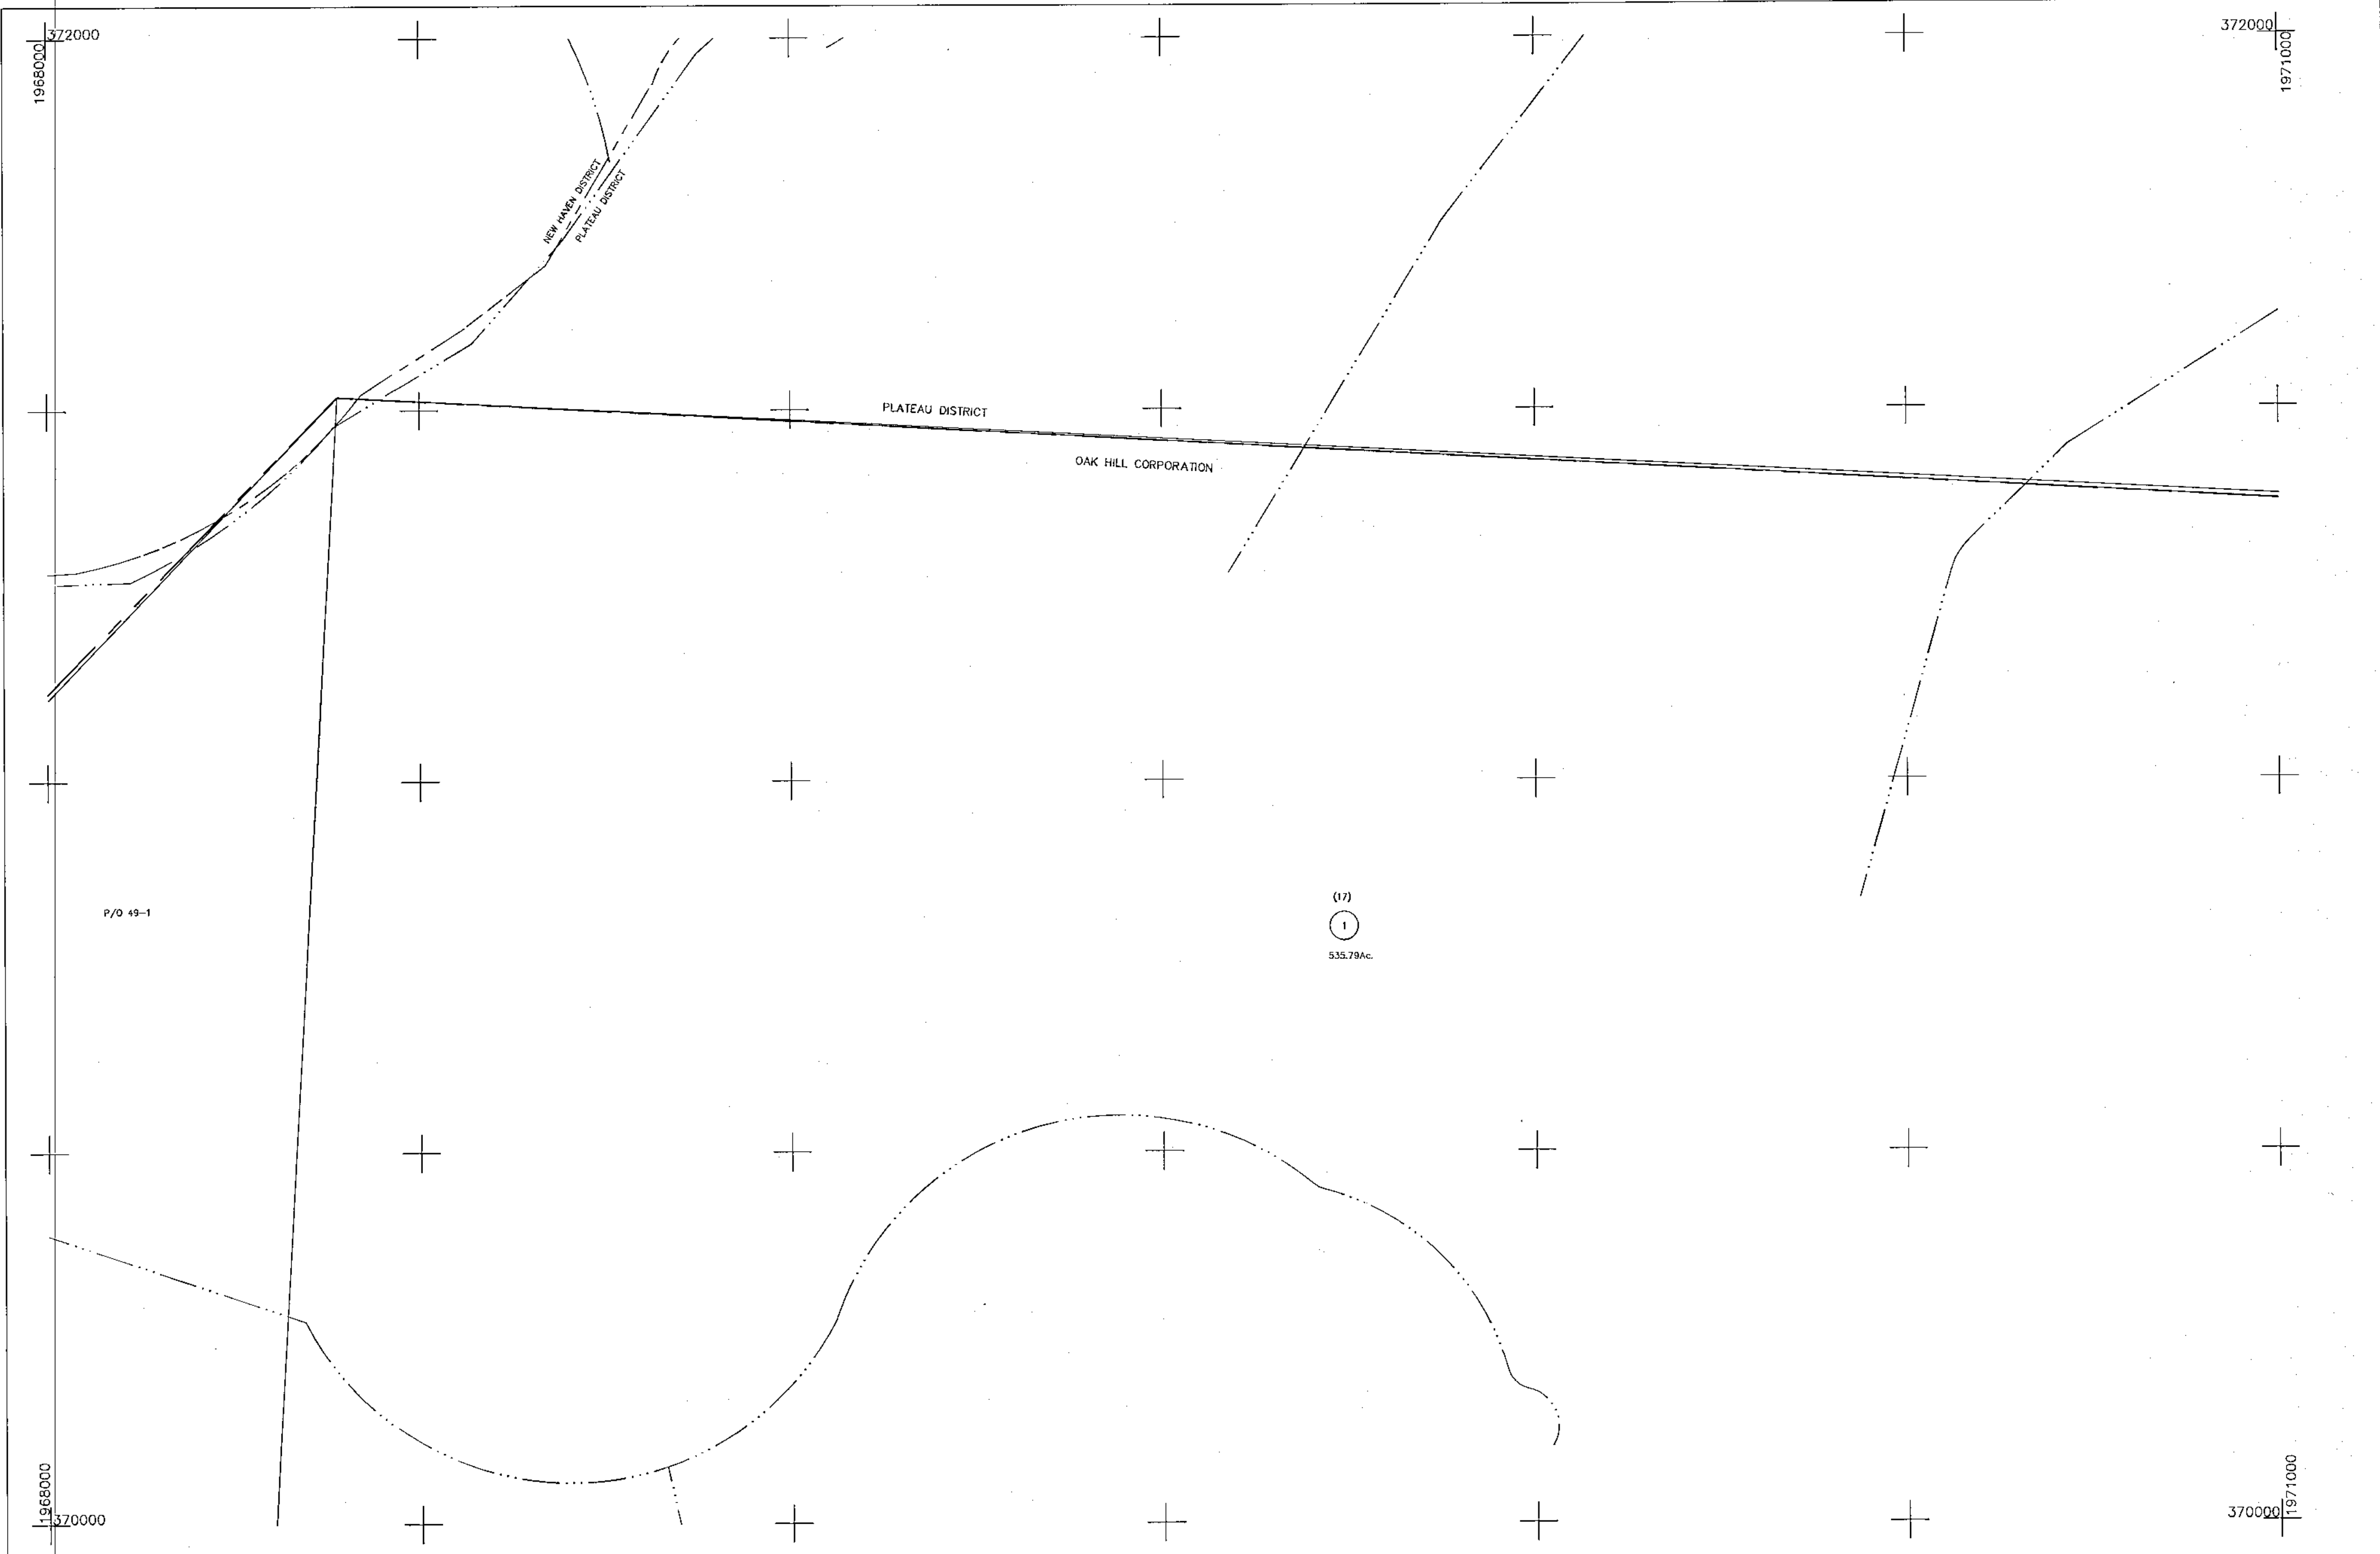 372000
372000
1968000
1971000
NEW HAVEN DISTRICT
PLATEAU DISTRICT
PLATEAU DISTRICT
OAK HILL CORPORATION
P/O 49-1
(17)
1
535.79Ac.
1968000
1971000
370000
370000